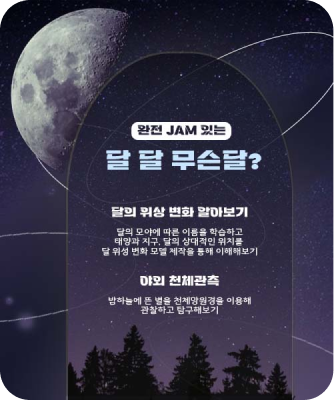 완전 JAM 있는
달 달 무슨달?
달의 위상 변화 알아보기
달의 모야에 따른 이름을 학습하고
태양과 지구, 달의 상대적인 위치를
달 위성 변화 모델 제작을 통해 이해해보기
야외 천체관측
밤하늘에 뜬 별을 천체망원경을 이용해
관찰하고 탐구해보기